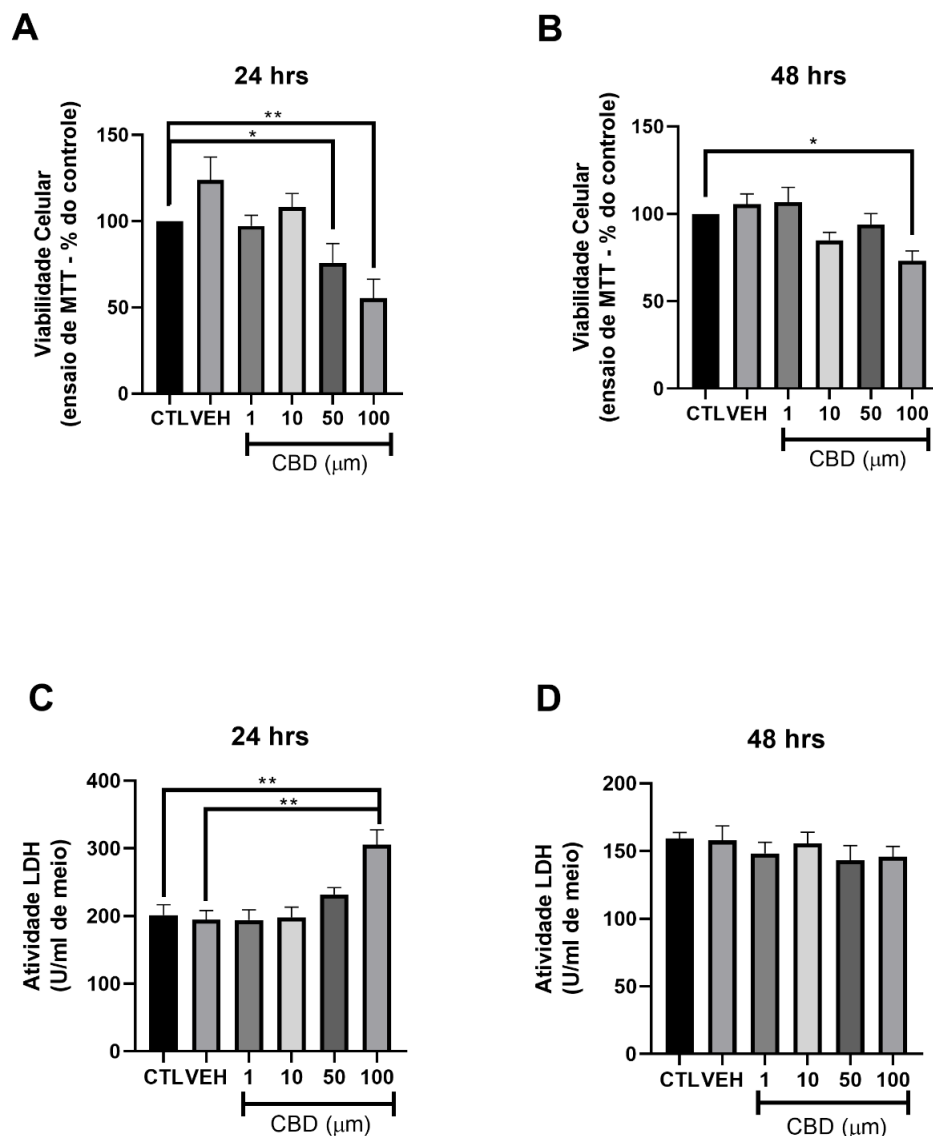 A
24 hrs
**
*
Viabilidade Celular
(ensaio de MTT - % do controle)
150
100
50
0
CTL VEH 1 10 50 100
CBD (μm)
B
48 hrs
*
Viabilidade Celular
(ensaio de MTT - % do controle)
150
100
50
0
CTL VEH 1 10 50 100
CBD (μm)
C
24 hrs
**
**
Atividade LDH
(U/ml de meio)
400
300
200
100
0
CTL VEH 1 10 50 100
CBD (μm)
D
48 hrs
Atividade LDH
(U/ml de meio)
200
150
100
50
0
CTL VEH 1 10 50 100
CBD (μm)